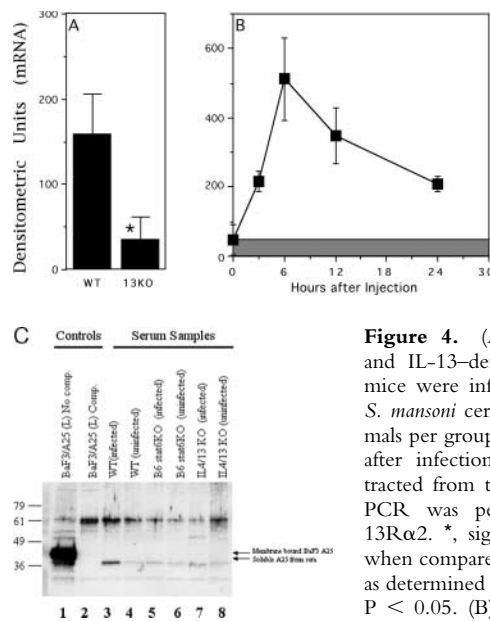 A
B
Densitometric Units (mRNA)
300
200
100
0
WT
13KO
*
600
400
200
0
0
6
12
18
24
30
Hours after Injection
C
Controls
Serum Samples
BaF3/A25 (L) No comp.
BaF3/A25 (L) Comp.
WT(infected)
WT (uninfected)
B6 stat6KO (infected)
B6 stat6KO (uninfected)
IL4/13 KO (infected)
IL4/13 KO (uninfected)
79
61
49
36
Membrane bound BaF3 A25
Soluble A25 from sera
1 2 3 4 5 6 7 8
Figure 4. (A
and IL-13–de
mice were inf
S. mansoni cer
mals per group
after infection
tracted from t
PCR was pe
13Rα2. *, sig
when compare
as determined
P < 0.05. (B)